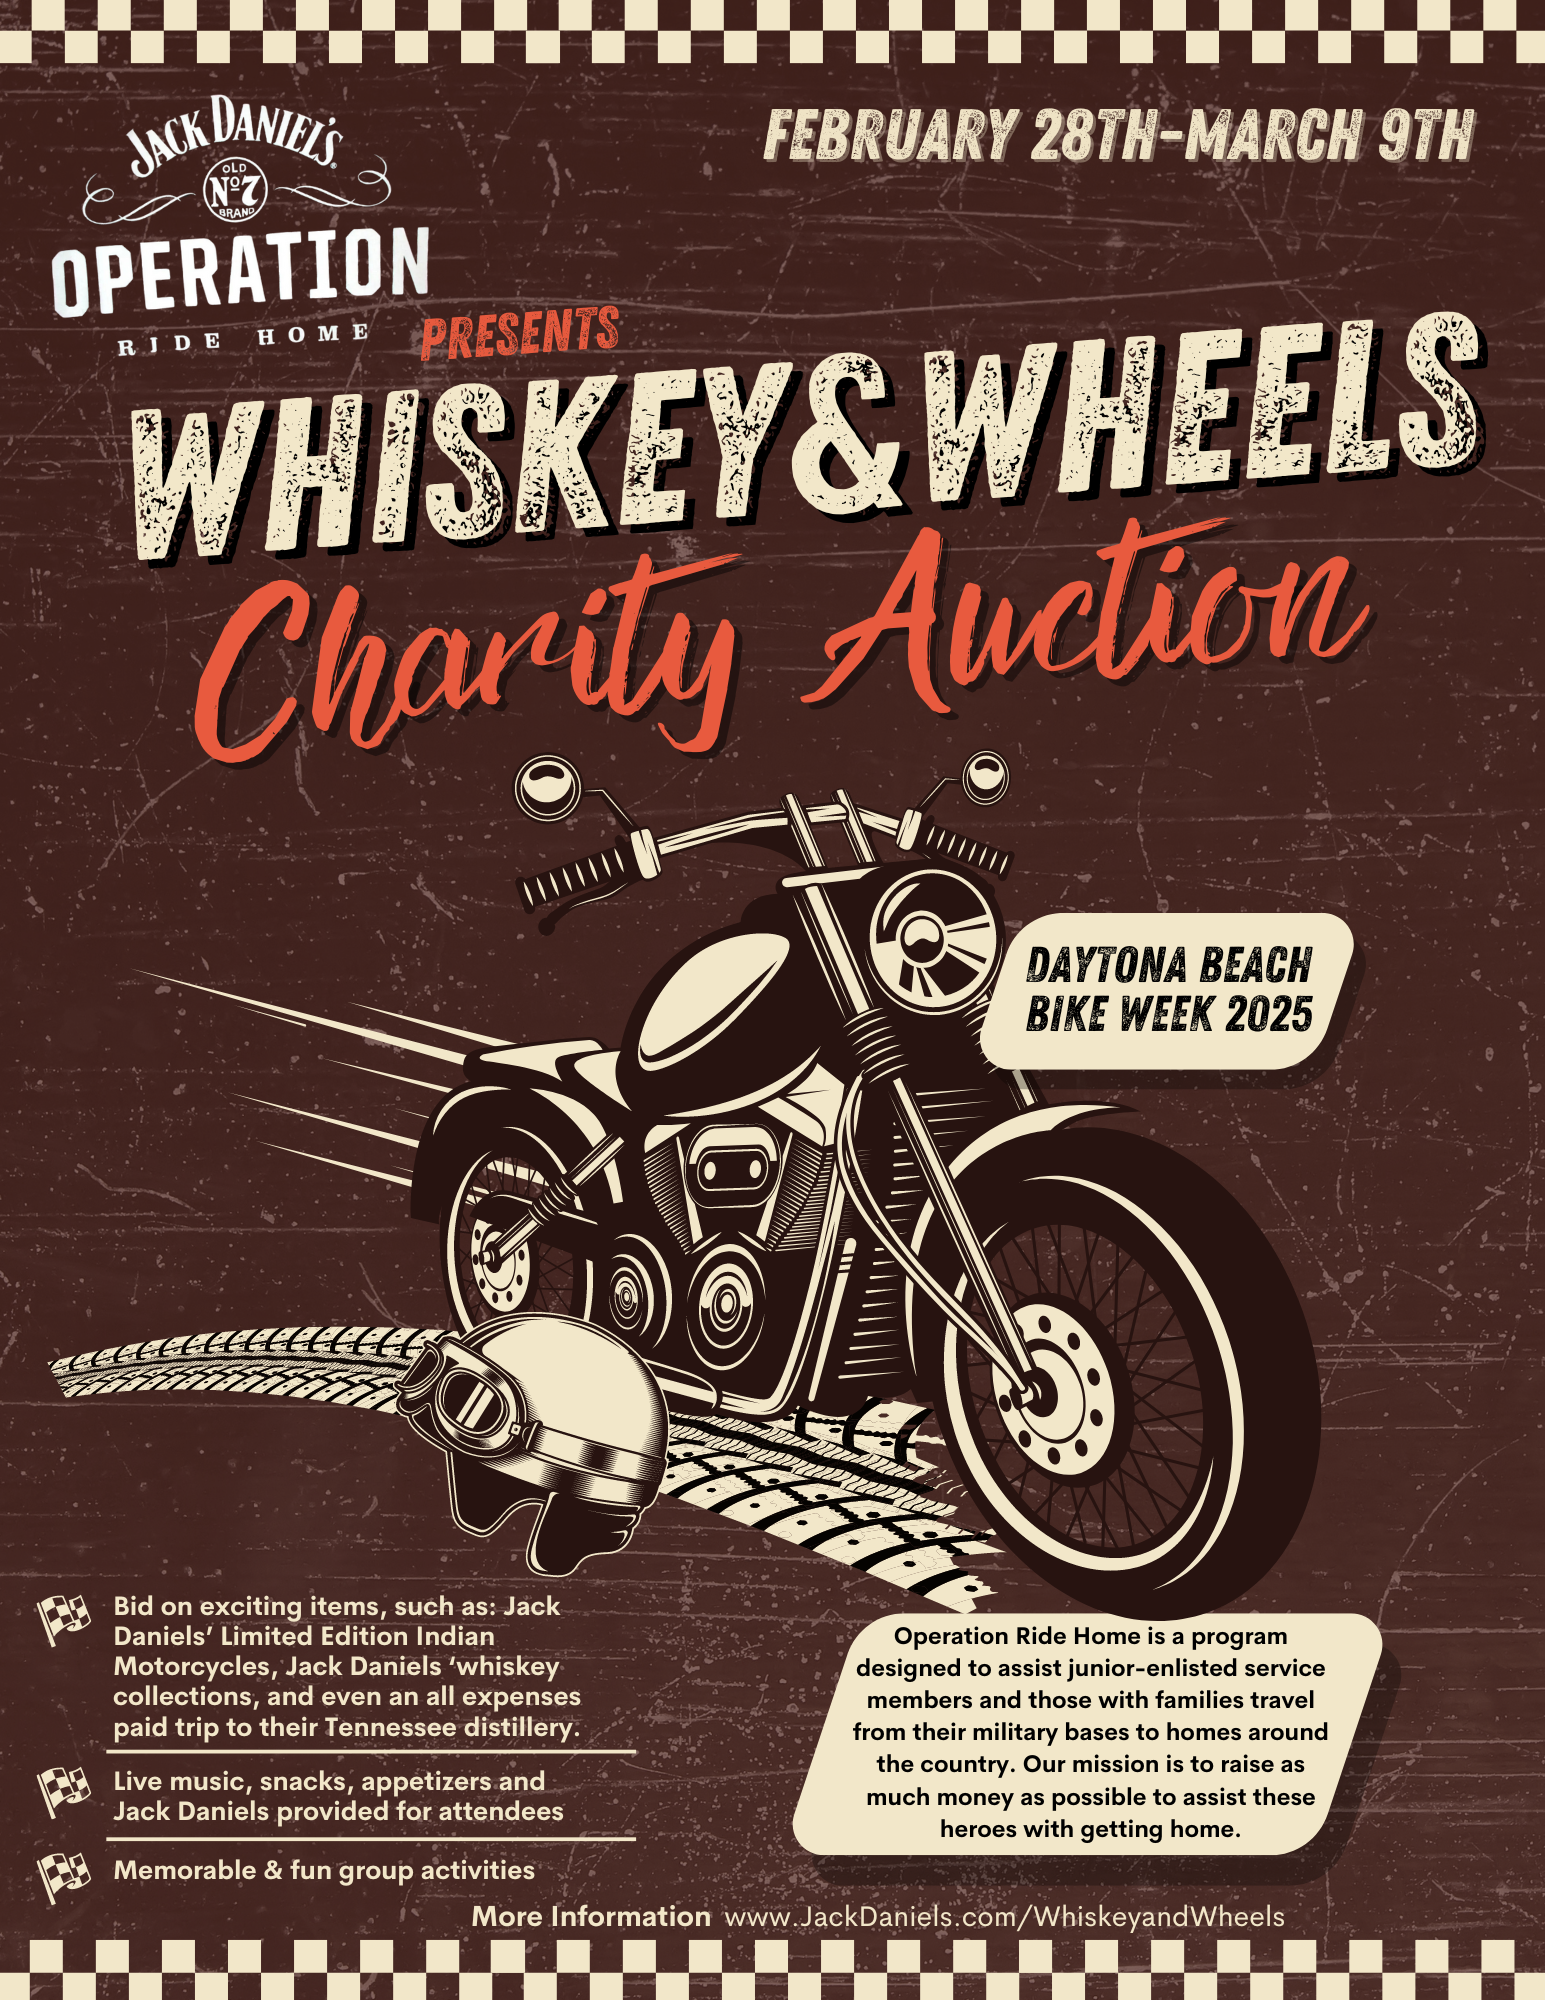 JACK DANIEL'S
OLD
Nº7
BRAND
OPERATION
RIDE HOME
FEBRUARY 28TH-MARCH 9TH
PRESENTS
WHISKEY&WHEELS
Charity Auction
DAYTONA BEACH
BIKE WEEK 2025
Bid on exciting items, such as: Jack
Daniels’ Limited Edition Indian
Motorcycles, Jack Daniels ‘whiskey
collections, and even an all expenses
paid trip to their Tennessee distillery.
Live music, snacks, appetizers and
Jack Daniels provided for attendees
Memorable & fun group activities
Operation Ride Home is a program
designed to assist junior-enlisted service
members and those with families travel
from their military bases to homes around
the country. Our mission is to raise as
much money as possible to assist these
heroes with getting home.
More Information www.JackDaniels.com/WhiskeyandWheels